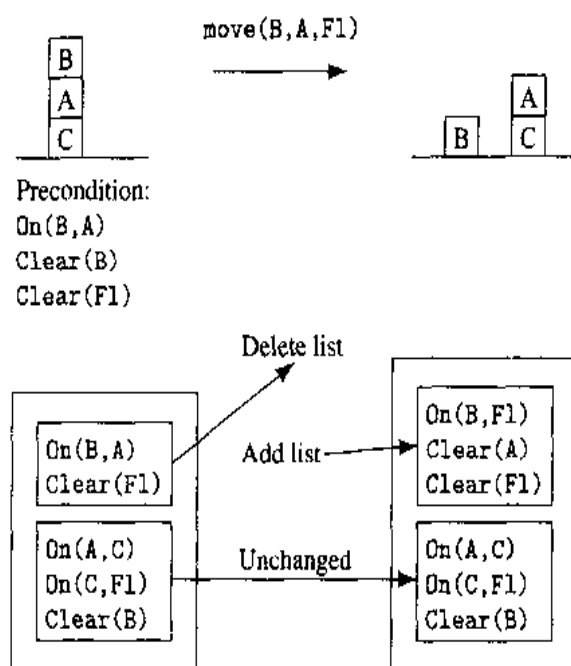 move(B,A,Fl)
B
A
C
A
B
C
Precondition:
On(B,A)
Clear(B)
Clear(Fl)
Delete list
On(B,A)
Clear(Fl)
Add list
On(B,Fl)
Clear(A)
Clear(Fl)
On(A,C)
On(C,Fl)
Clear(B)
Unchanged
On(A,C)
On(C,Fl)
Clear(B)